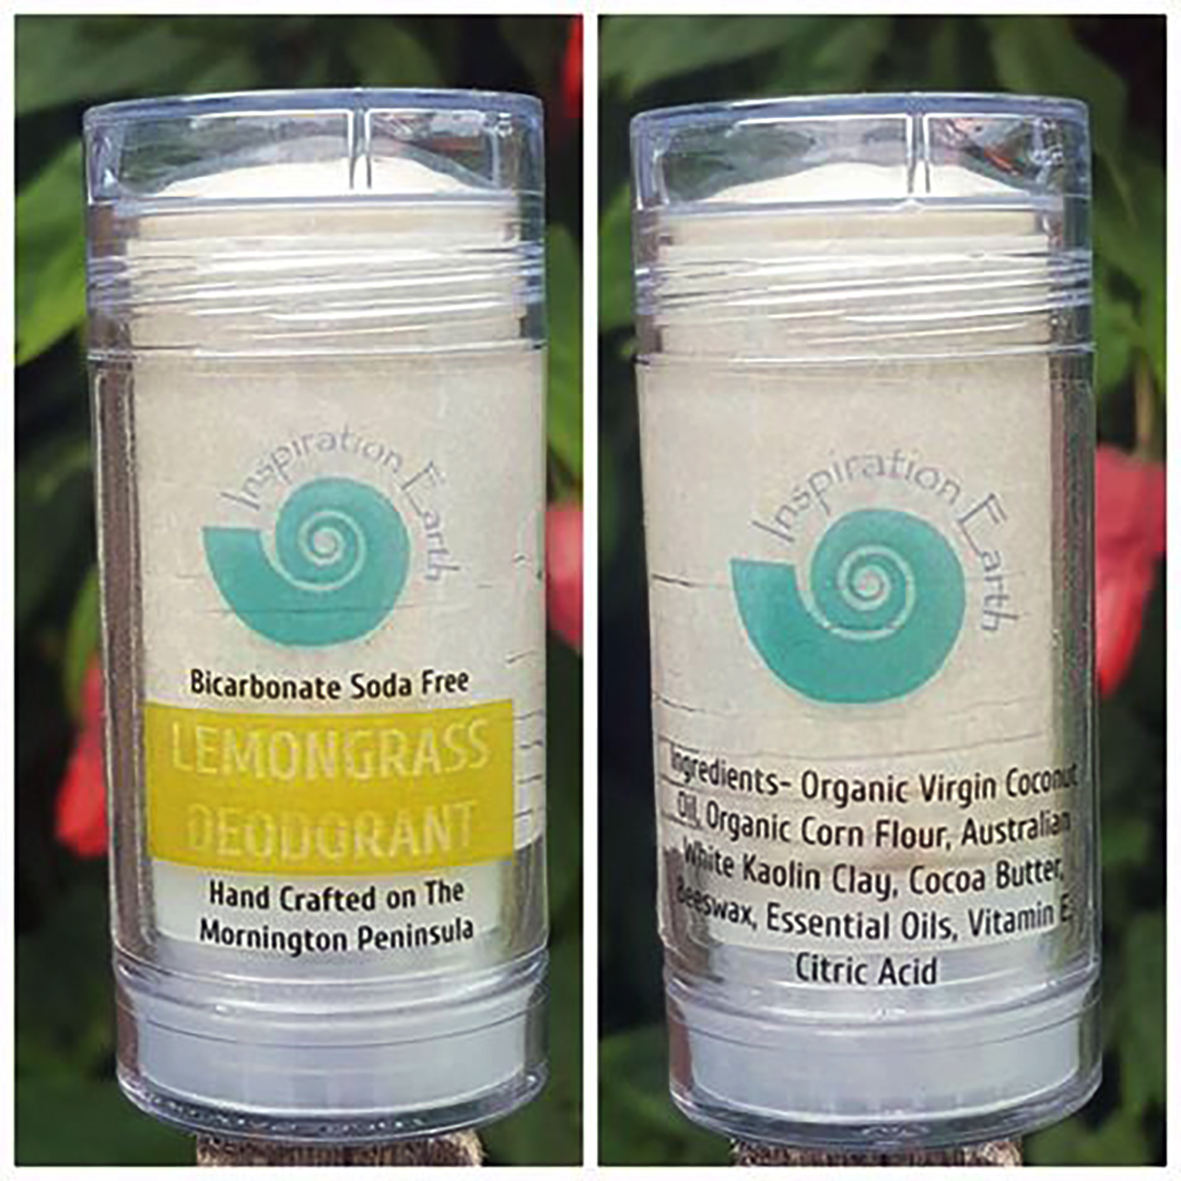 Inspiration Earth
Bicarbonate Soda Free
LEMONGRASS
DEODORANT
Hand Crafted on The
Mornington Peninsula
Inspiration Earth
Ingredients- Organic Virgin Coconut
Oil, Organic Corn Flour, Australian
White Kaolin Clay, Cocoa Butter,
Beeswax, Essential Oils, Vitamin E,
Citric Acid